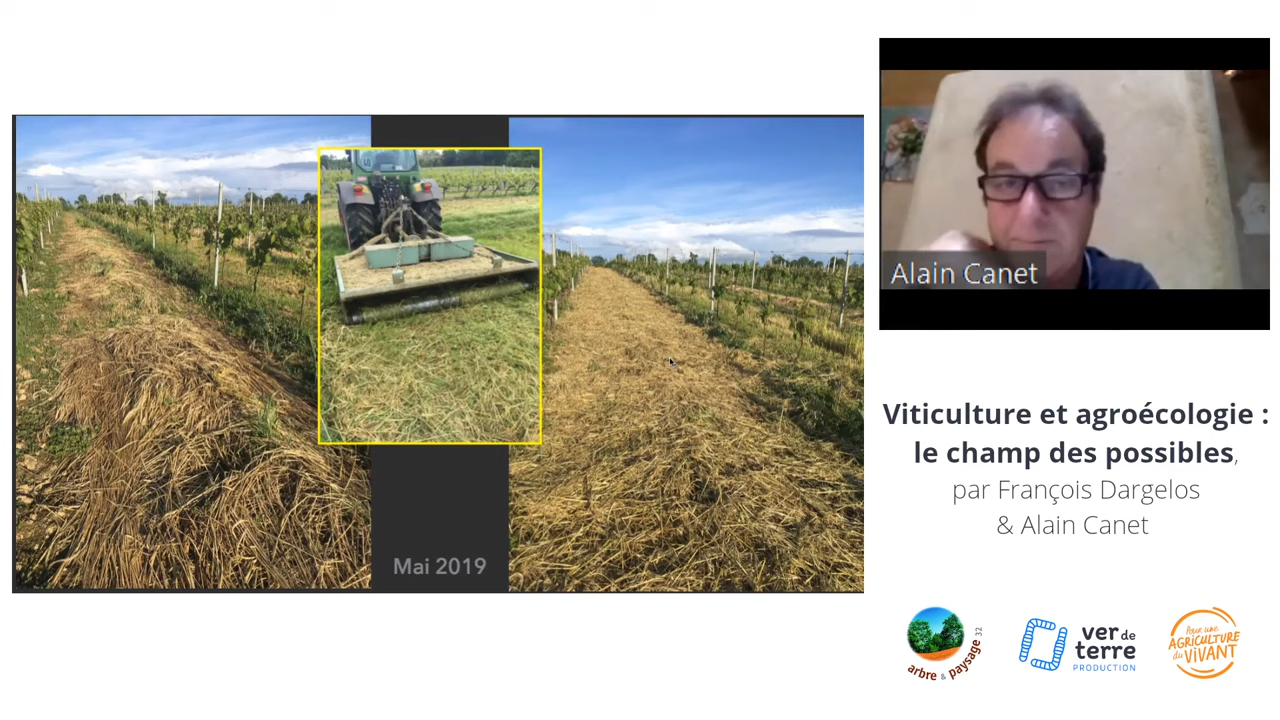 Mai 2019
Alain Canet
Viticulture et agroécologie :
le champ des possibles,
par François Dargelos
& Alain Canet
arbre & paysage 32
ver de
terre
PRODUCTION
Pour une
AGRICULTURE
du ViVANT